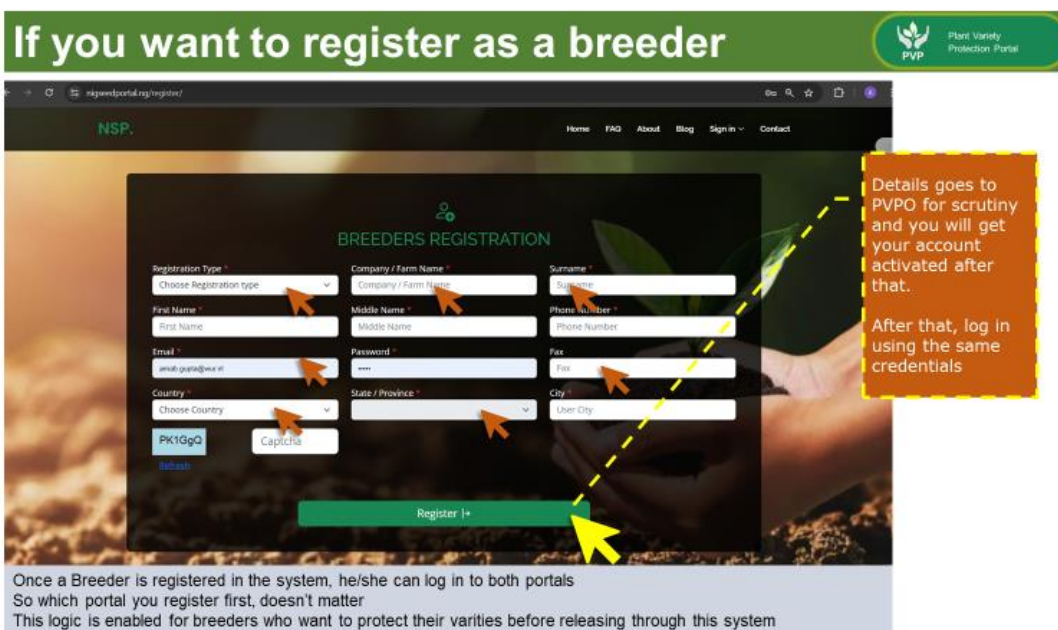 If you want to register as a breeder
PVP
Plant Variety
Protection Portal
nigseedportal.ng/register/
NSP.
Home FAQ About Blog Sign in Contact
BREEDERS REGISTRATION
Registration Type * Company / Farm Name * Surname *
Choose Registration type Company / Farm Name Surname
First Name * Middle Name * Phone Number *
First Name Middle Name Phone Number
Email * Password * Fax
Fax
Country * State / Province * City *
Choose Country User City
PK1GgQ Captcha
Refresh
Register
Details goes to
PVPO for scrutiny
and you will get
your account
activated after
that.
After that, log in
using the same
credentials
Once a Breeder is registered in the system, he/she can log in to both portals
So which portal you register first, doesn't matter
This logic is enabled for breeders who want to protect their varities before releasing through this system